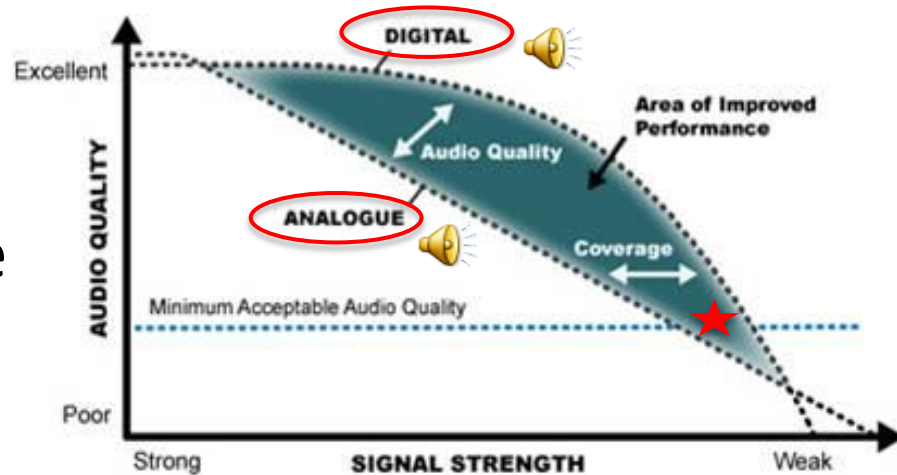 DIGITAL
Excellent
Area of Improved
Performance
Audio Quality
ANALOGUE
Coverage
e
AUDIO QUALITY
Minimum Acceptable Audio Quality
Poor
Strong
SIGNAL STRENGTH
Weak